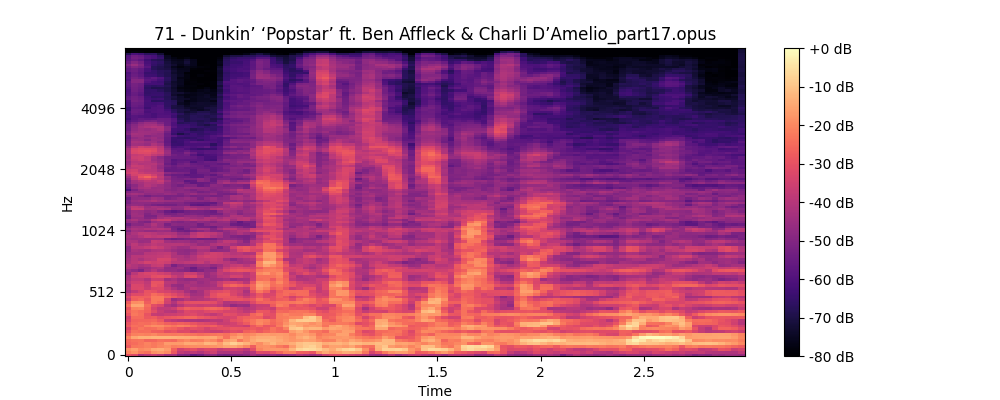 71 - Dunkin’ ‘Popstar’ ft. Ben Affleck & Charli D’Amelio_part17.opus
Hz
4096
2048
1024
512
0
0
0.5
1
1.5
2
2.5
Time
+0 dB
-10 dB
-20 dB
-30 dB
-40 dB
-50 dB
-60 dB
-70 dB
-80 dB